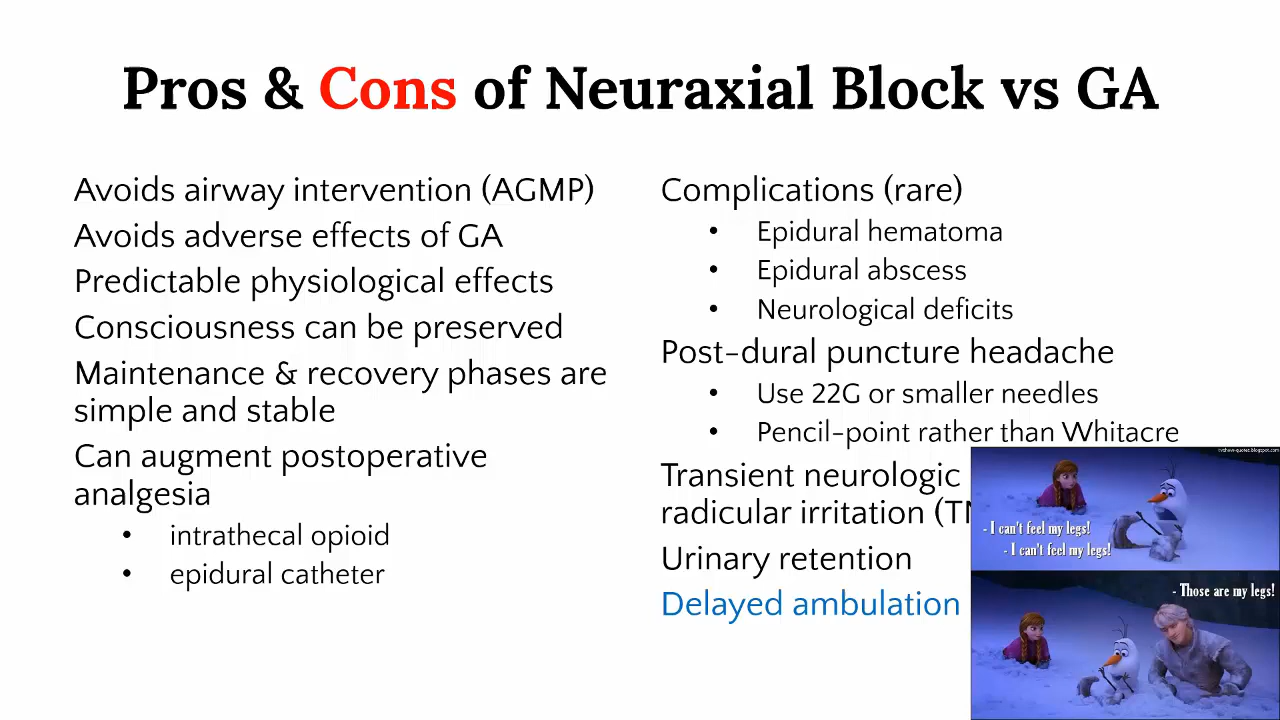 Pros & Cons of Neuraxial Block vs GA
Avoids airway intervention (AGMP)
Avoids adverse effects of GA
Predictable physiological effects
Consciousness can be preserved
Maintenance & recovery phases are
simple and stable
Can augment postoperative
analgesia
• intrathecal opioid
• epidural catheter
Complications (rare)
• Epidural hematoma
• Epidural abscess
• Neurological deficits
Post-dural puncture headache
• Use 22G or smaller needles
• Pencil-point rather than Whitacre
Transient neurologic
radicular irritation
Urinary retention
Delayed ambulation
tvshow-quotes.blogspot.com
- I can't feel my legs!
- I can't feel my legs!
- Those are my legs!